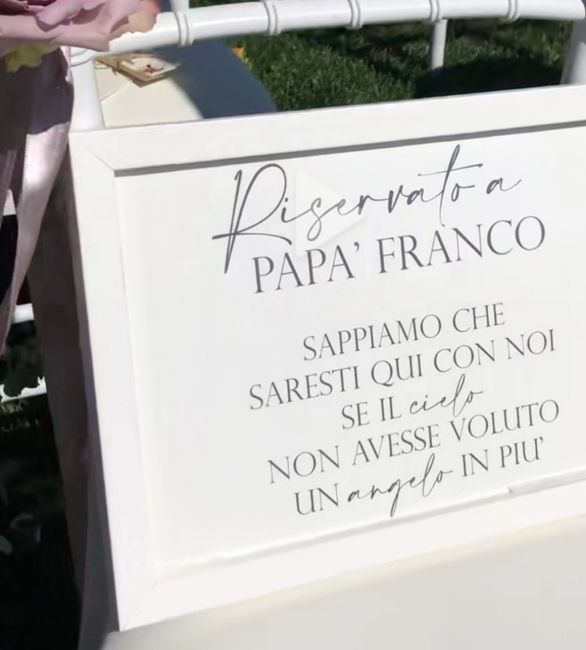 Riservato a
PAPA' FRANCO
SAPPIAMO CHE
SARESTI QUI CON NOI
SE IL cielo
NON AVESSE VOLUTO
UN angelo IN PIU'